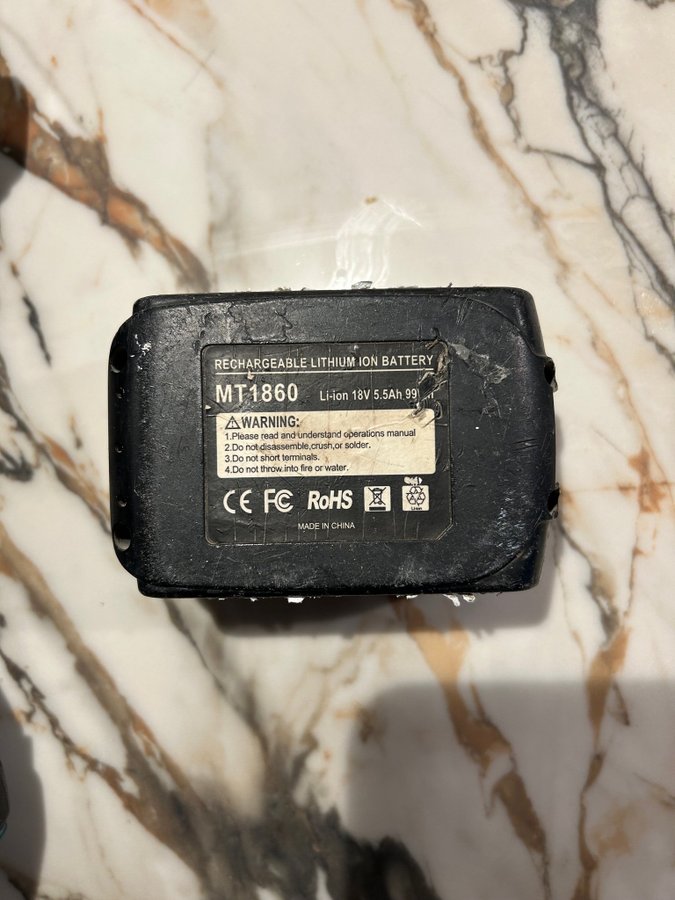 RECHARGEABLE LITHIUM ION BATTERY
MT1860 Li-ion 18V 5.5Ah
WARNING:
1.Please read and understand operations manual
2.Do not disassemble,crush,or solder.
3.Do not short terminals.
4.Do not throw into fire or water.
CE FC RoHS Li-ion
MADE IN CHINA